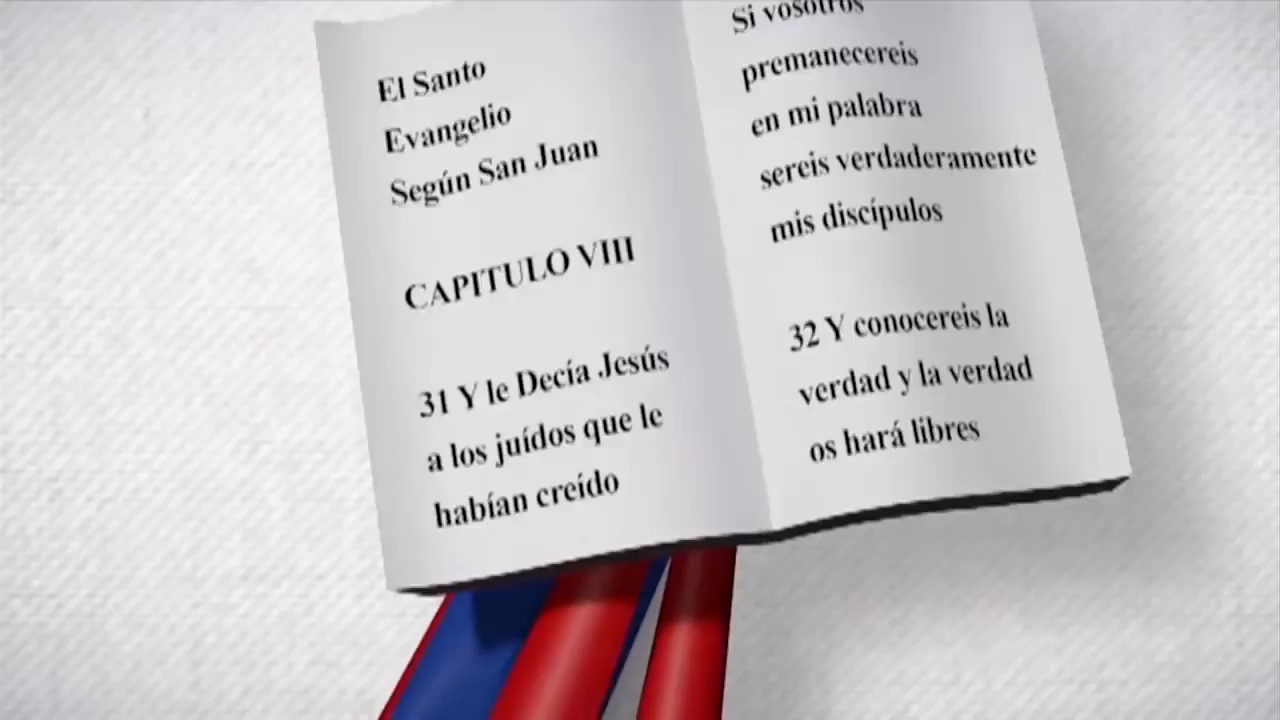 El Santo
Evangelio
Según San Juan
CAPITULO VIII
31 Y le Decía Jesús
a los juídos que le
habían creído
Si vosotros
premanecereis
en mi palabra
sereis verdaderamente
mis discípulos
32 Y conocereis la
verdad y la verdad
os hará libres